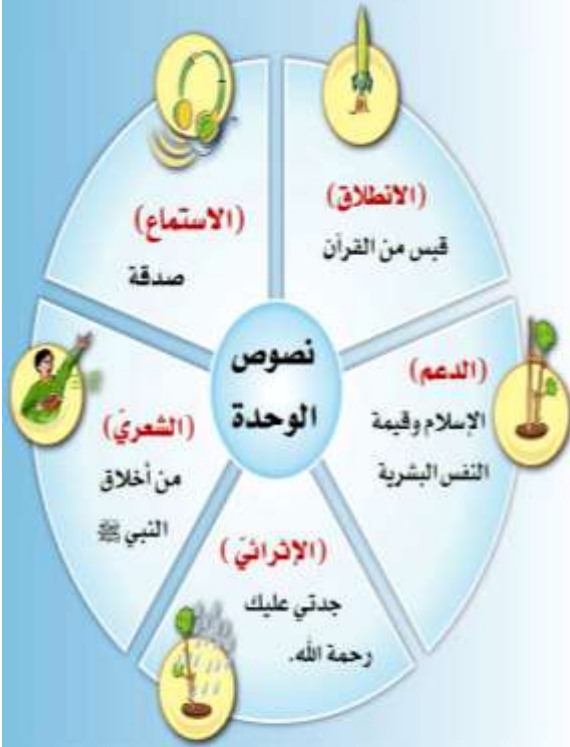 نصوص
الوحدة
(الانطلاق)
قبس من القرآن
(الدعم)
الإسلام وقيمة
النفس البشرية
(الإثرائيّ)
جدتي عليك
رحمة الله.
(الشعريّ)
من أخلاق
النبي ﷺ
(الاستماع)
صدقة